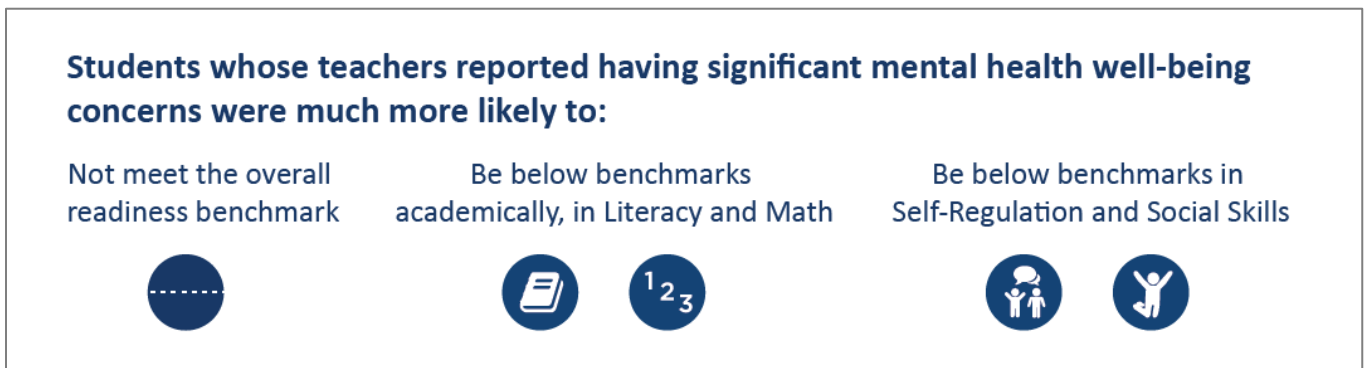 Students whose teachers reported having significant mental health well-being
concerns were much more likely to:
Not meet the overall
readiness benchmark
Be below benchmarks
academically, in Literacy and Math
Be below benchmarks in
Self-Regulation and Social Skills
1 2 3